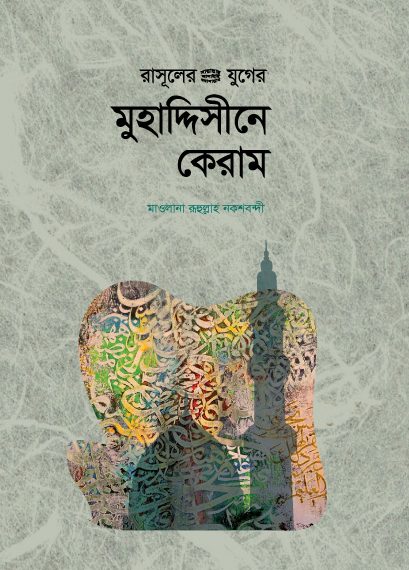 রাসূলের ﷺ যুগের
মুহাদ্দিসীনে
কেরাম
মাওলানা রূহুল্লাহ নকশবন্দী